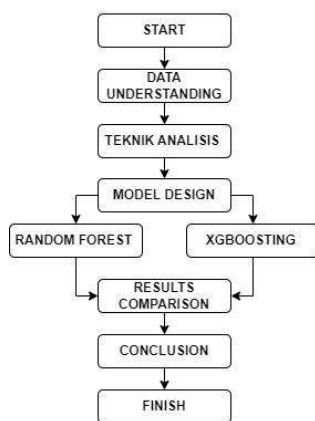 START
DATA
UNDERSTANDING
TEKNIK ANALISIS
MODEL DESIGN
RANDOM FOREST
XGBOOSTING
RESULTS
COMPARISON
CONCLUSION
FINISH